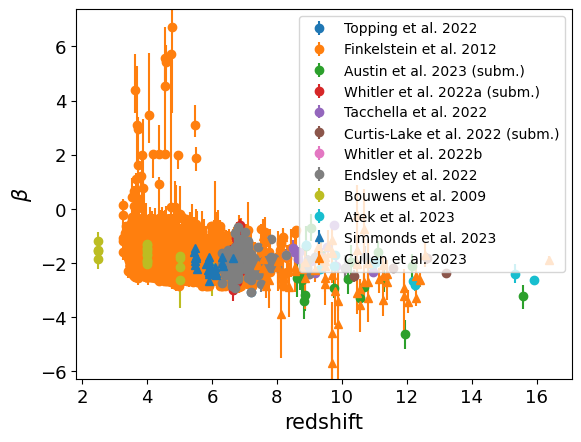 Topping et al. 2022
Finkelstein et al. 2012
Austin et al. 2023 (subm.)
Whitler et al. 2022a (subm.)
Tacchella et al. 2022
Curtis-Lake et al. 2022 (subm.)
Whitler et al. 2022b
Endsley et al. 2022
Bouwens et al. 2009
Atek et al. 2023
Simmonds et al. 2023
Cullen et al. 2023
6
4
2
0
−2
−4
−6
β
2 4 6 8 10 12 14 16
redshift